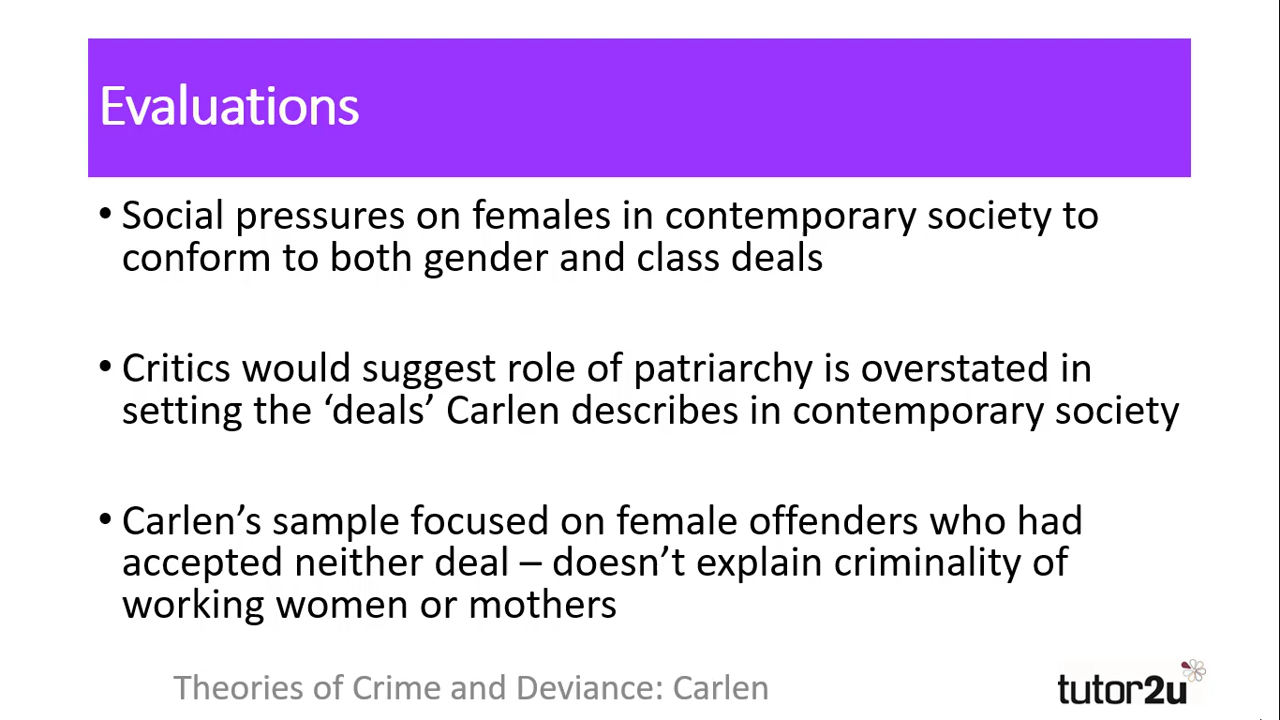 Evaluations
• Social pressures on females in contemporary society to
conform to both gender and class deals
• Critics would suggest role of patriarchy is overstated in
setting the ‘deals’ Carlen describes in contemporary society
• Carlen’s sample focused on female offenders who had
accepted neither deal – doesn’t explain criminality of
working women or mothers
Theories of Crime and Deviance: Carlen
tutor2u